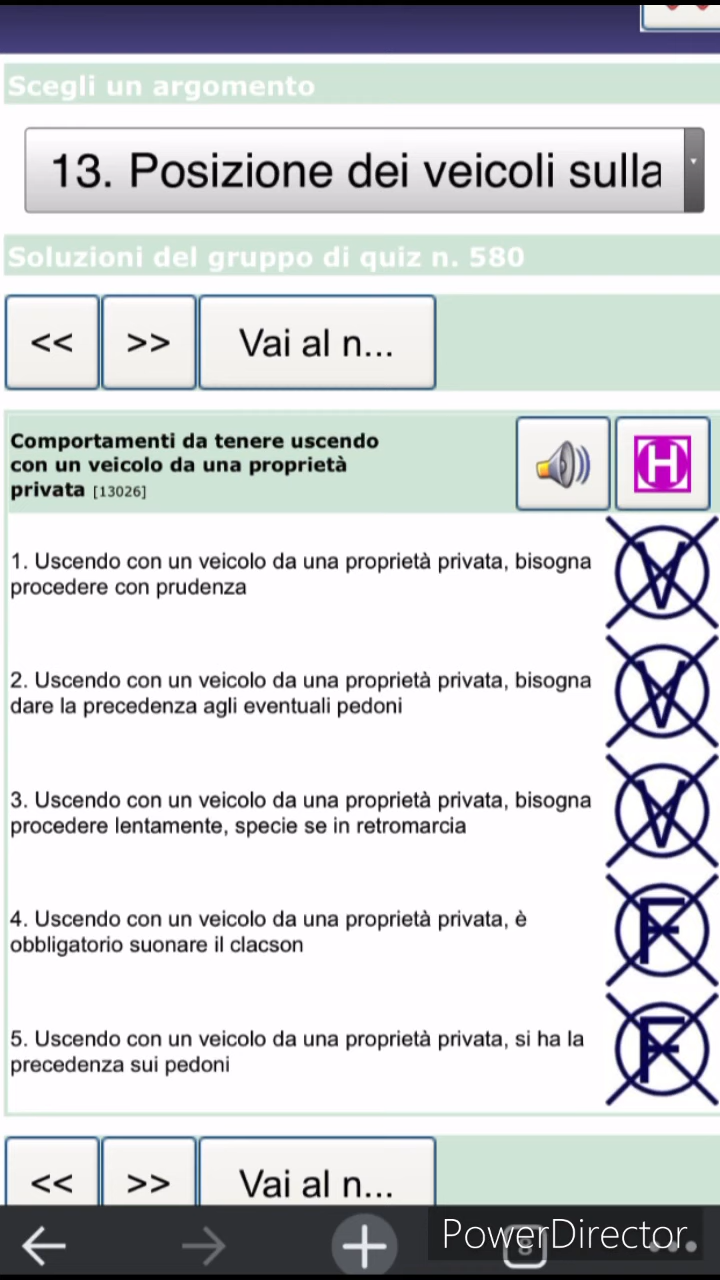 Scegli un argomento
13. Posizione dei veicoli sulla
Soluzioni del gruppo di quiz n. 580
<< >> Vai al n...
Comportamenti da tenere uscendo
con un veicolo da una proprietà
privata [13026]
H
1. Uscendo con un veicolo da una proprietà privata, bisogna
procedere con prudenza
V
2. Uscendo con un veicolo da una proprietà privata, bisogna
dare la precedenza agli eventuali pedoni
V
3. Uscendo con un veicolo da una proprietà privata, bisogna
procedere lentamente, specie se in retromarcia
V
4. Uscendo con un veicolo da una proprietà privata, è
obbligatorio suonare il clacson
F
5. Uscendo con un veicolo da una proprietà privata, si ha la
precedenza sui pedoni
F
<< >> Vai al n...
8
PowerDirector